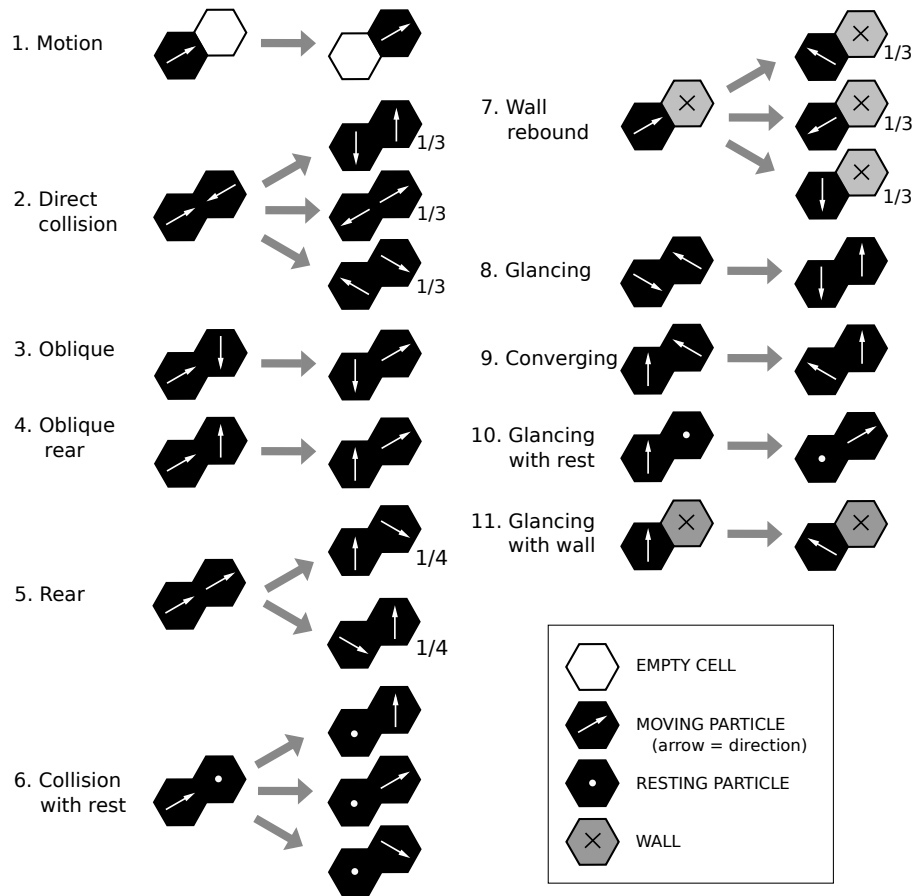 1. Motion
2. Direct
collision
1/3
1/3
1/3
3. Oblique
4. Oblique
rear
5. Rear
1/4
1/4
6. Collision
with rest
7. Wall
rebound
1/3
1/3
1/3
8. Glancing
9. Converging
10. Glancing
with rest
11. Glancing
with wall
EMPTY CELL
MOVING PARTICLE
(arrow = direction)
RESTING PARTICLE
WALL